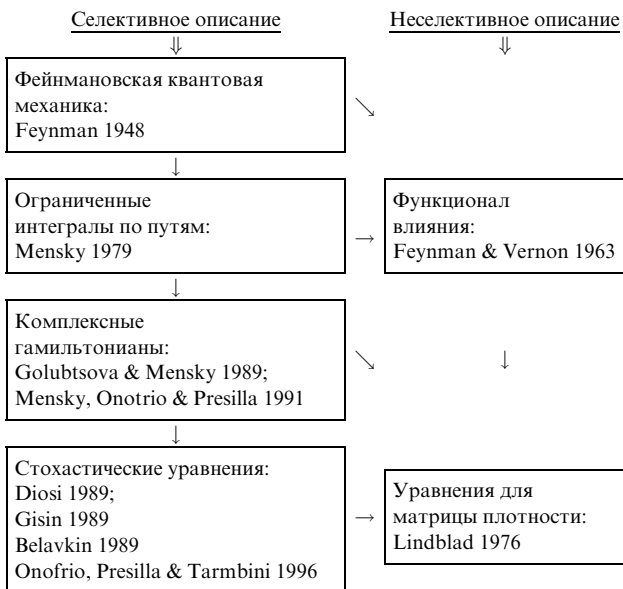 Селективное описание
Неселективное описание
⇓
⇓
Фейнмановская квантовая
механика:
Feynman 1948
↘
↓
Ограниченные
интегралы по путям:
Mensky 1979
→
Функционал
влияния:
Feynman & Vernon 1963
↓
Комплексные
гамильтонианы:
Golubtsova & Mensky 1989;
Mensky, Onotrio & Presilla 1991
↘
↓
↓
Стохастические уравнения:
Diosi 1989;
Gisin 1989
Belavkin 1989
Onofrio, Presilla & Tarmbini 1996
→
Уравнения для
матрицы плотности:
Lindblad 1976